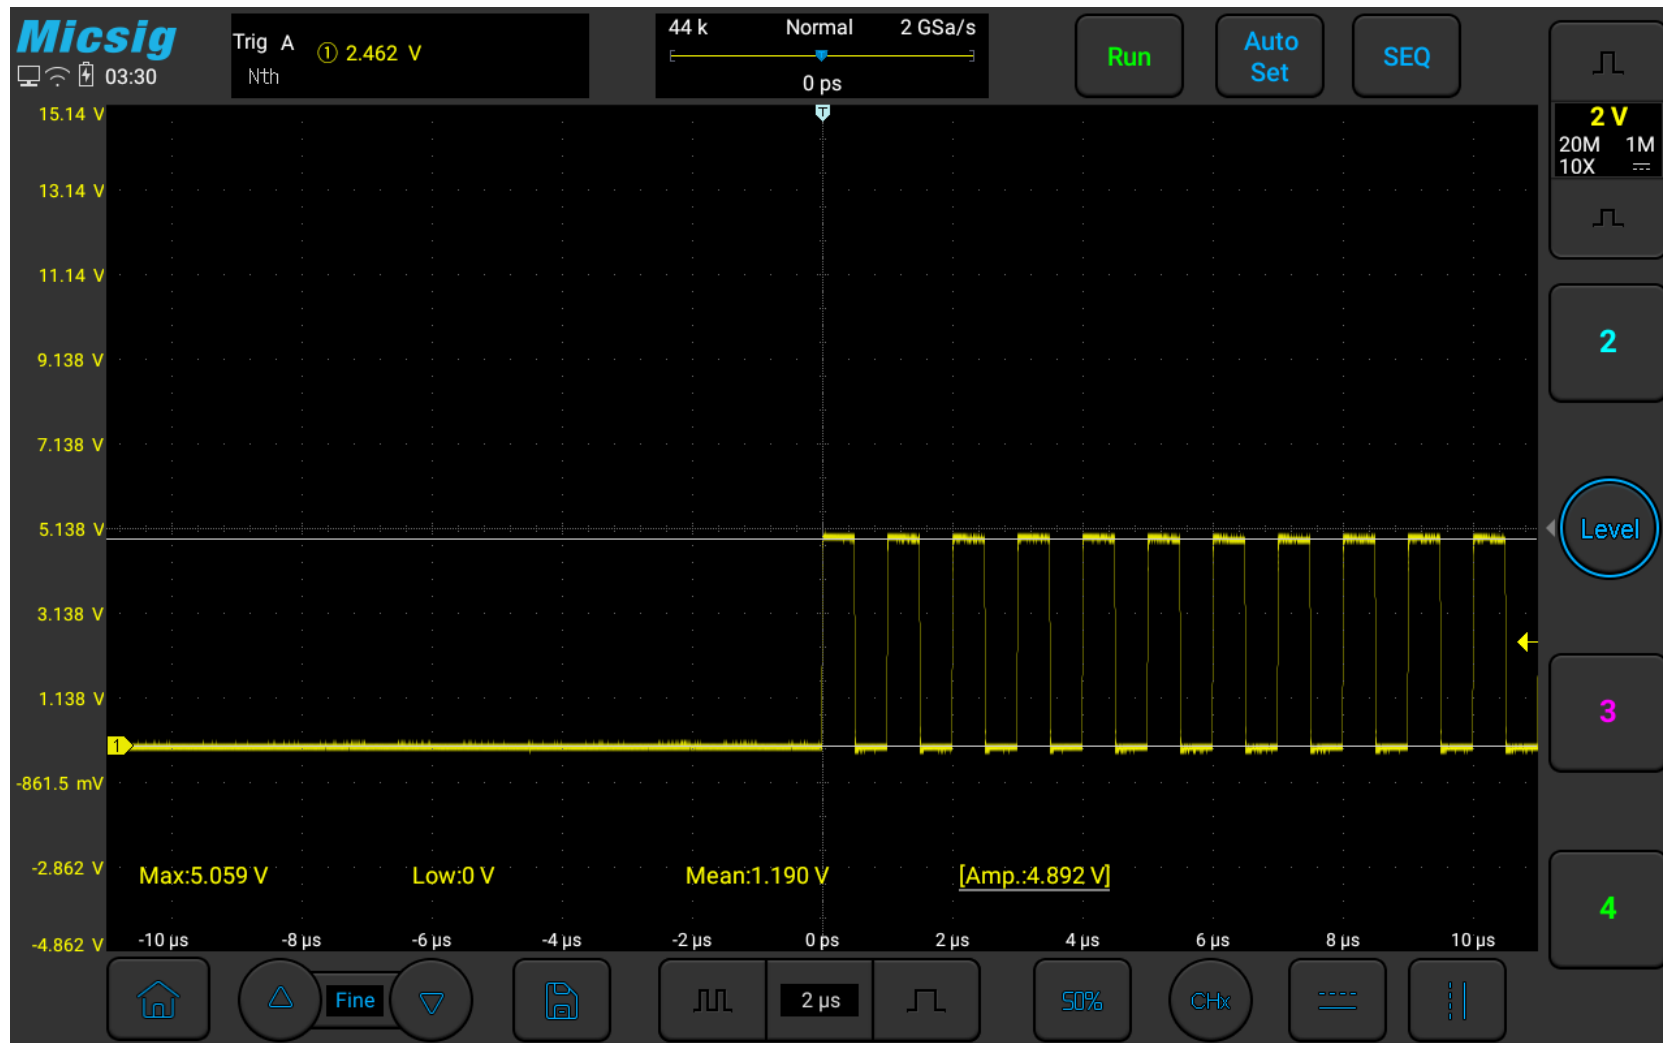 Micsig
03:30
Trig A
Nth
① 2.462 V
44 k Normal 2 GSa/s
0 ps
Run
Auto
Set
SEQ
2 V
20M 1M
10X
T
15.14 V
13.14 V
11.14 V
9.138 V
7.138 V
5.138 V
3.138 V
1.138 V
-861.5 mV
-2.862 V
-4.862 V
1
2
Level
3
4
Max:5.059 V Low:0 V Mean:1.190 V [Amp.:4.892 V]
-10 µs -8 µs -6 µs -4 µs -2 µs 0 ps 2 µs 4 µs 6 µs 8 µs 10 µs
Fine
2 µs
50%
CHx